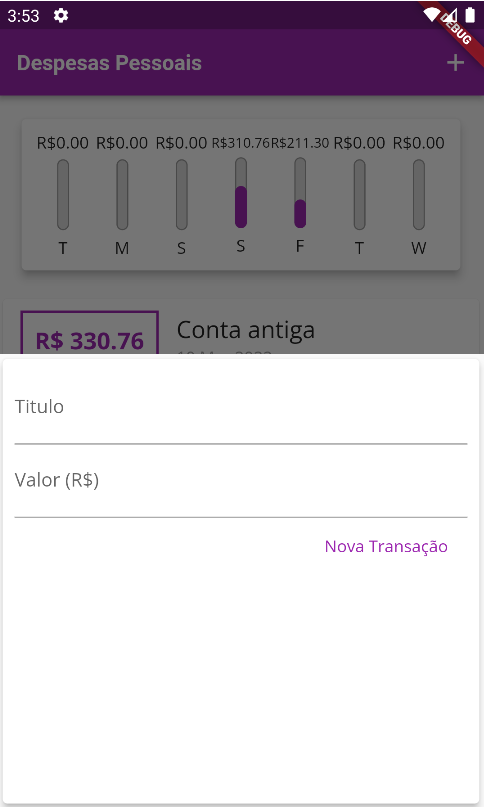 3:53
DEBUG
Despesas Pessoais
R$0.00 R$0.00 R$0.00 R$310.76 R$211.30 R$0.00 R$0.00
T M S S F T W
Conta antiga
R$ 330.76
Titulo
Valor (R$)
Nova Transação